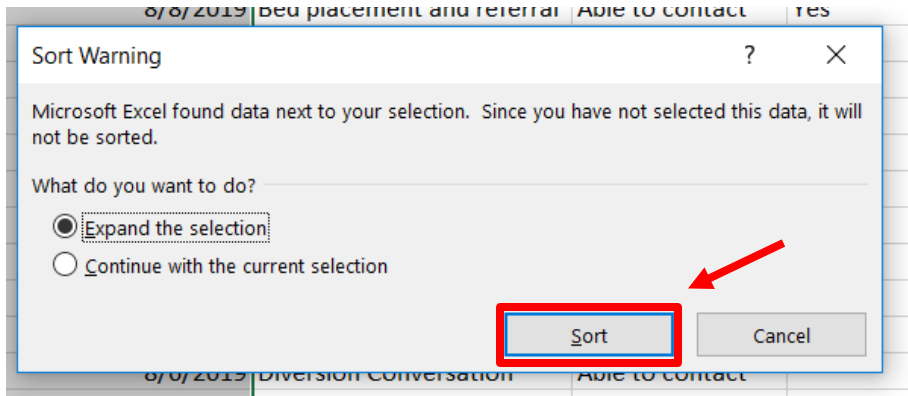 8/8/2019 Bed placement and referral Able to contact Yes
Sort Warning ?
Microsoft Excel found data next to your selection. Since you have not selected this data, it will
not be sorted.
What do you want to do?
Expand the selection
Continue with the current selection
Sort Cancel
8/6/2019 Diversion Conversation Able to contact